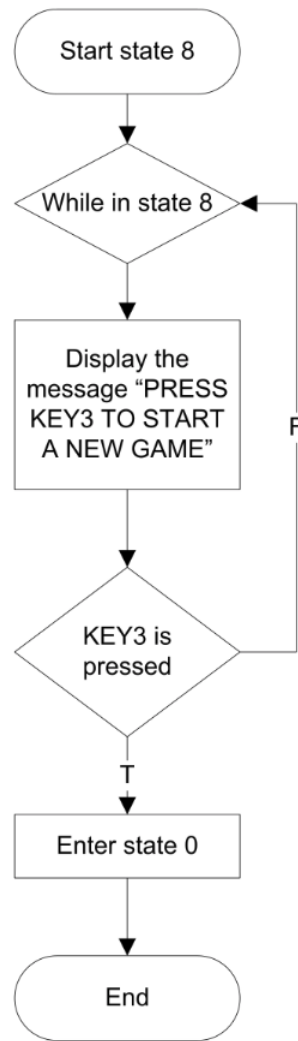 Start state 8
While in state 8
Display the
message “PRESS
KEY3 TO START
A NEW GAME”
F
KEY3 is
pressed
T
Enter state 0
End